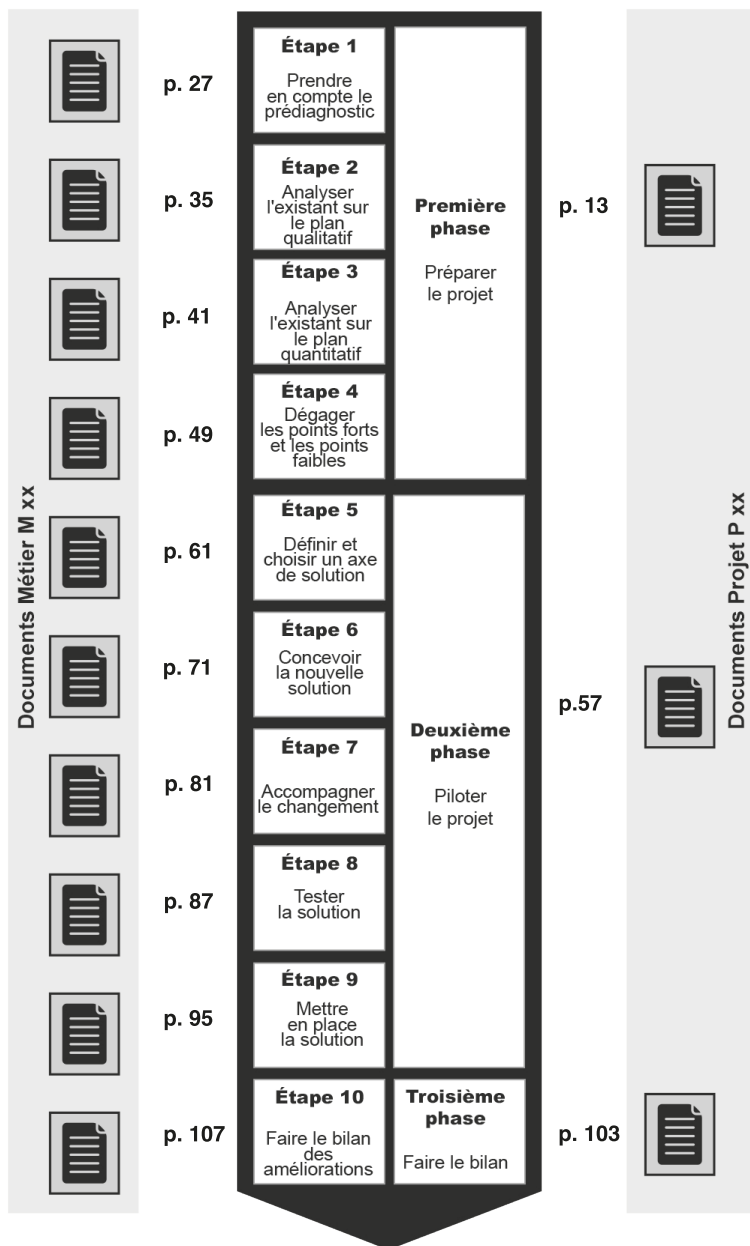 Documents Métier M xx
p. 27
Étape 1
Prendre
en compte le
prédiagnostic
p. 35
Étape 2
Analyser
l'existant sur
le plan
qualitatif
p. 41
Étape 3
Analyser
l'existant sur
le plan
quantitatif
p. 49
Étape 4
Dégager
les points forts
et les points
faibles
Première
phase
Préparer
le projet
p. 13
p. 61
Étape 5
Définir et
choisir un axe
de solution
p. 71
Étape 6
Concevoir
la nouvelle
solution
p. 81
Étape 7
Accompagner
le changement
p. 87
Étape 8
Tester
la solution
p. 95
Étape 9
Mettre
en place
la solution
Deuxième
phase
Piloter
le projet
p.57
p. 107
Étape 10
Faire le bilan
des
améliorations
Troisième
phase
Faire le bilan
p. 103
Documents Projet P xx